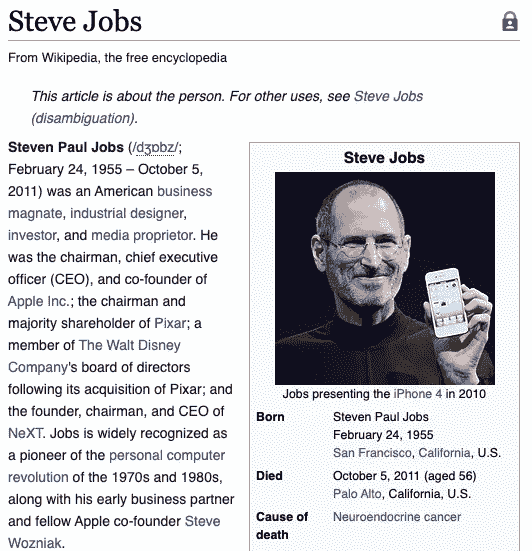 Steve Jobs
From Wikipedia, the free encyclopedia
This article is about the person. For other uses, see Steve Jobs
(disambiguation).
Steven Paul Jobs (/dʒɒbz/;
February 24, 1955 – October 5,
2011) was an American business
magnate, industrial designer,
investor, and media proprietor. He
was the chairman, chief executive
officer (CEO), and co-founder of
Apple Inc.; the chairman and
majority shareholder of Pixar; a
member of The Walt Disney
Company's board of directors
following its acquisition of Pixar; and
the founder, chairman, and CEO of
NeXT. Jobs is widely recognized as
a pioneer of the personal computer
revolution of the 1970s and 1980s,
along with his early business partner
and fellow Apple co-founder Steve
Wozniak.
Steve Jobs
Jobs presenting the iPhone 4 in 2010
Born Steven Paul Jobs
February 24, 1955
San Francisco, California, U.S.
Died October 5, 2011 (aged 56)
Palo Alto, California, U.S.
Cause of Neuroendocrine cancer
death